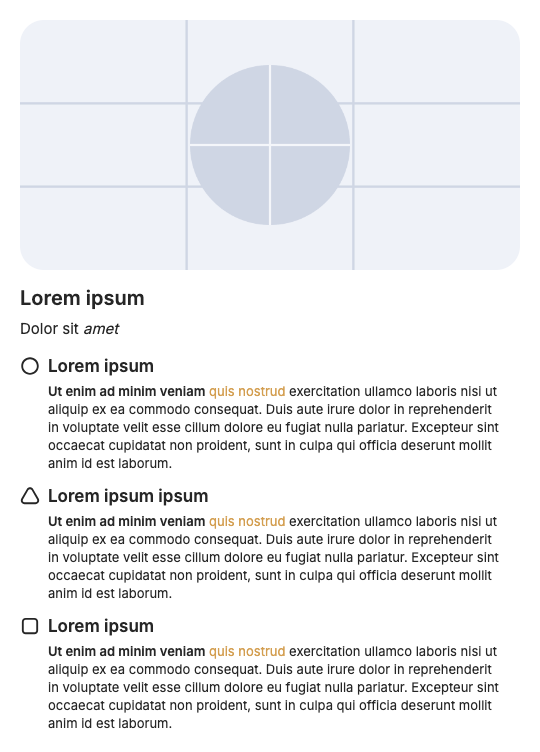 Lorem ipsum
Dolor sit amet
Lorem ipsum
Ut enim ad minim veniam quis nostrud exercitation ullamco laboris nisi ut
aliquip ex ea commodo consequat. Duis aute irure dolor in reprehenderit
in voluptate velit esse cillum dolore eu fugiat nulla pariatur. Excepteur sint
occaecat cupidatat non proident, sunt in culpa qui officia deserunt mollit
anim id est laborum.
Lorem ipsum ipsum
Ut enim ad minim veniam quis nostrud exercitation ullamco laboris nisi ut
aliquip ex ea commodo consequat. Duis aute irure dolor in reprehenderit
in voluptate velit esse cillum dolore eu fugiat nulla pariatur. Excepteur sint
occaecat cupidatat non proident, sunt in culpa qui officia deserunt mollit
anim id est laborum.
Lorem ipsum
Ut enim ad minim veniam quis nostrud exercitation ullamco laboris nisi ut
aliquip ex ea commodo consequat. Duis aute irure dolor in reprehenderit
in voluptate velit esse cillum dolore eu fugiat nulla pariatur. Excepteur sint
occaecat cupidatat non proident, sunt in culpa qui officia deserunt mollit
anim id est laborum.